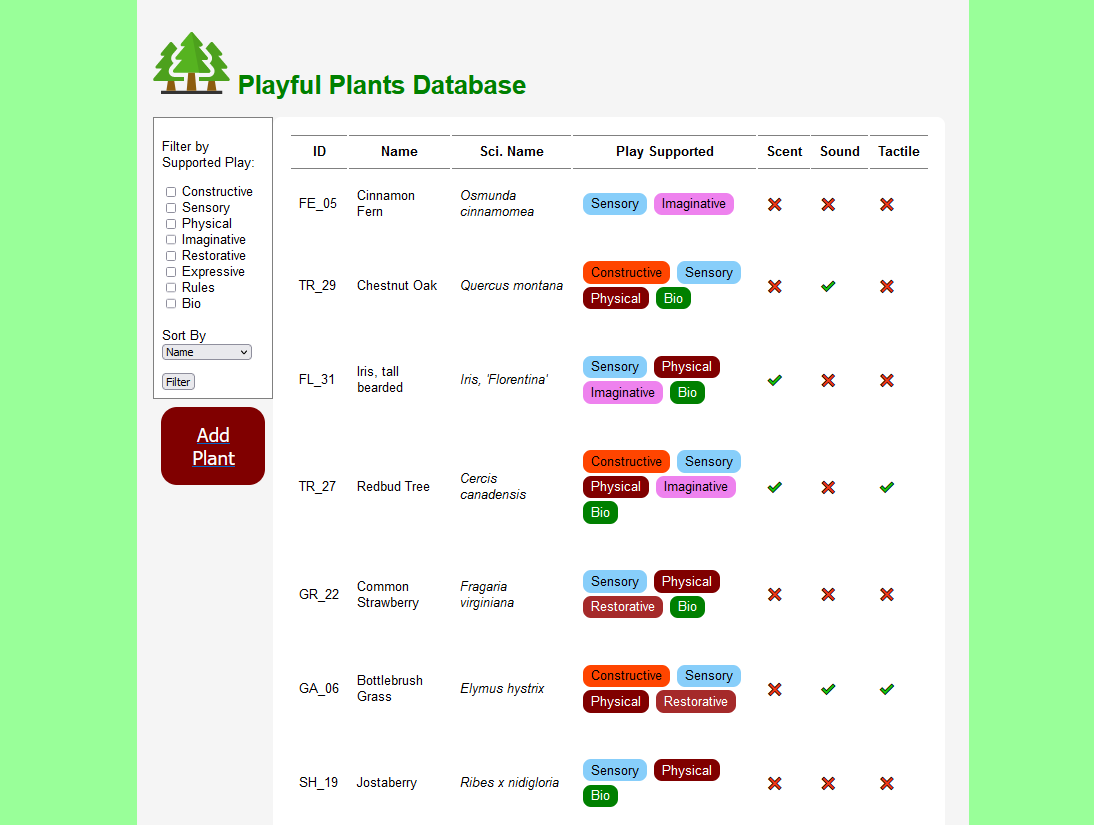 Playful Plants Database
Filter by
Supported Play:
Constructive
Sensory
Physical
Imaginative
Restorative
Expressive
Rules
Bio
Sort By
Name
Filter
Add
Plant
ID Name Sci. Name Play Supported Scent Sound Tactile
FE_05 Cinnamon Fern Osmunda cinnamomea Sensory Imaginative
TR_29 Chestnut Oak Quercus montana Constructive Sensory Physical Bio
FL_31 Iris, tall bearded Iris, 'Florentina' Sensory Physical Imaginative Bio
TR_27 Redbud Tree Cercis canadensis Constructive Sensory Physical Imaginative Bio
GR_22 Common Strawberry Fragaria virginiana Sensory Physical Restorative Bio
GA_06 Bottlebrush Grass Elymus hystrix Constructive Sensory Physical Restorative
SH_19 Jostaberry Ribes x nidigloria Sensory Physical Bio